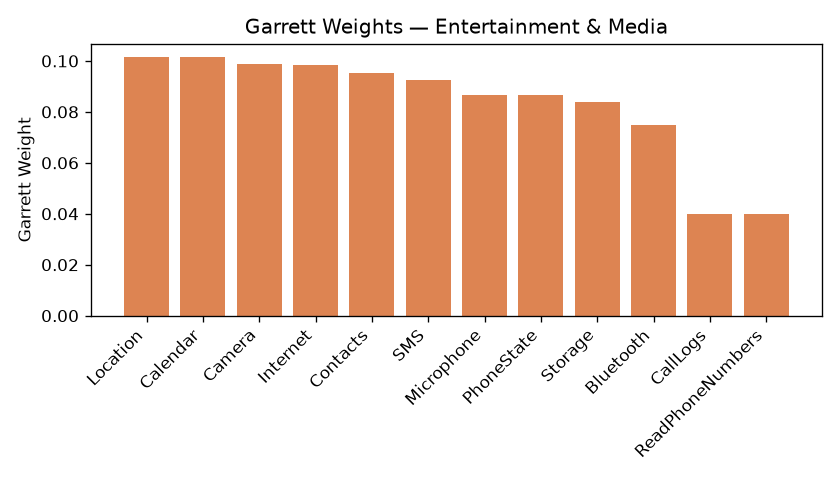 Garrett Weights — Entertainment & Media
Garrett Weight
0.10
0.08
0.06
0.04
0.02
0.00
Location
Calendar
Camera
Internet
Contacts
SMS
Microphone
PhoneState
Storage
Bluetooth
CallLogs
ReadPhoneNumbers